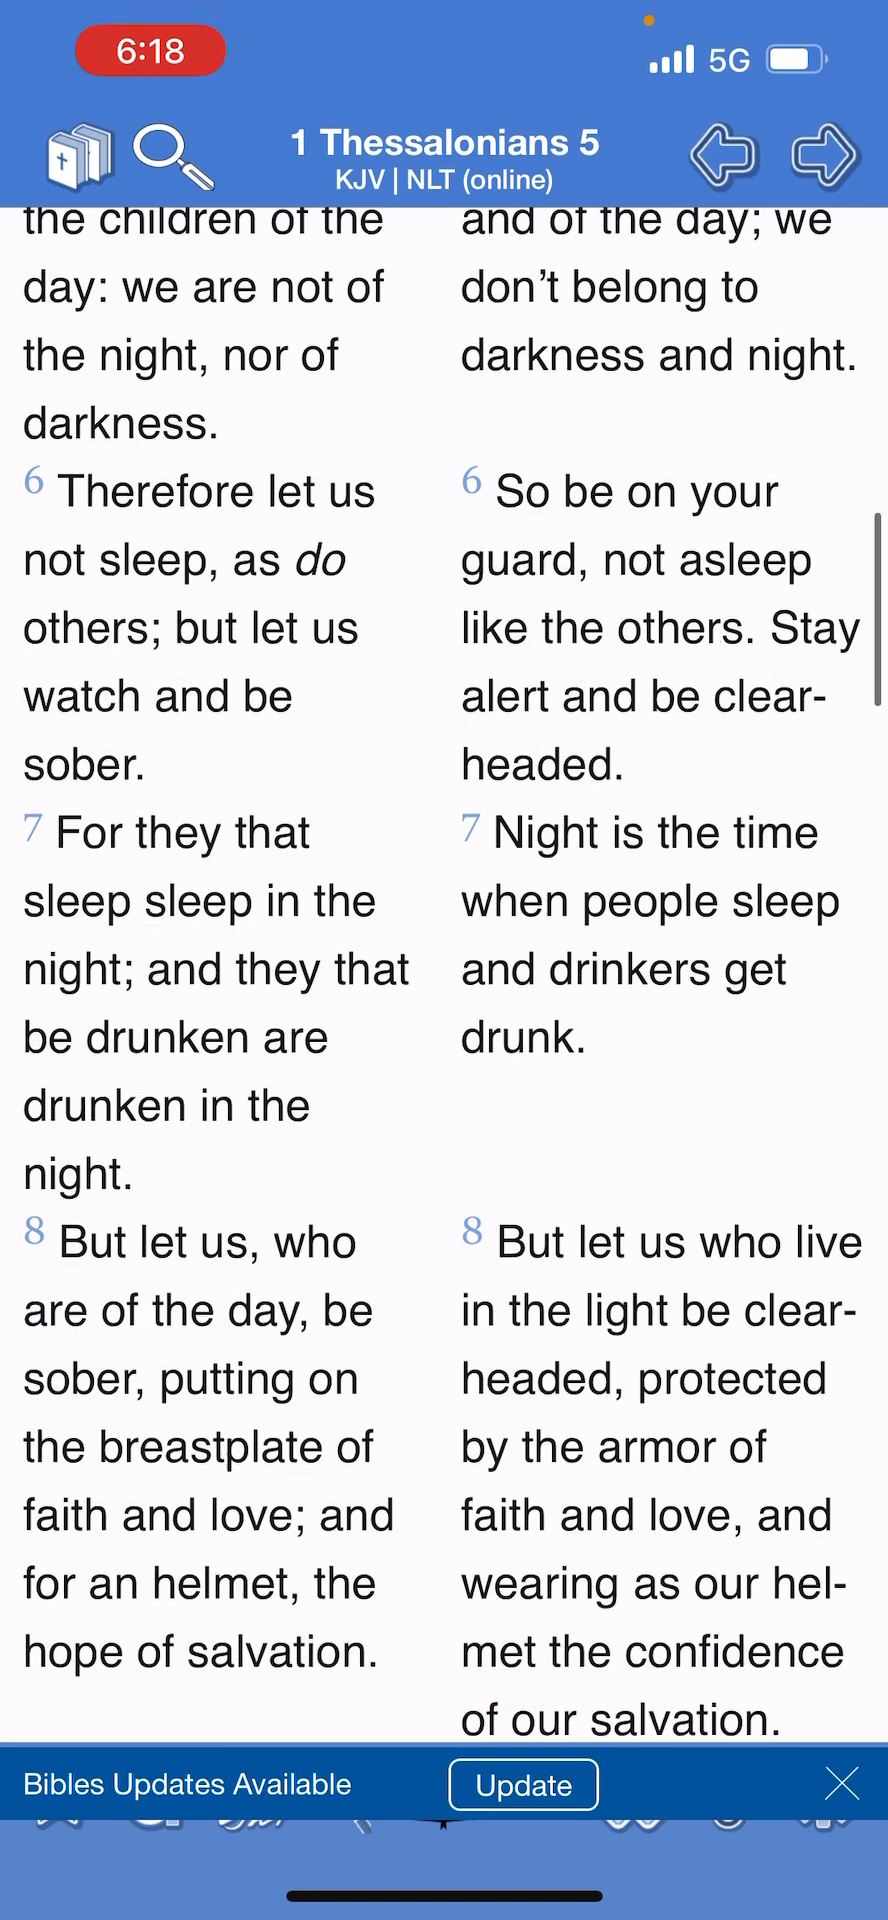 6:18
5G
1 Thessalonians 5
KJV | NLT (online)
the children of the
day: we are not of
the night, nor of
darkness.
6 Therefore let us
not sleep, as do
others; but let us
watch and be
sober.
7 For they that
sleep sleep in the
night; and they that
be drunken are
drunken in the
night.
8 But let us, who
are of the day, be
sober, putting on
the breastplate of
faith and love; and
for an helmet, the
hope of salvation.
and of the day; we
don’t belong to
darkness and night.
6 So be on your
guard, not asleep
like the others. Stay
alert and be clear-
headed.
7 Night is the time
when people sleep
and drinkers get
drunk.
8 But let us who live
in the light be clear-
headed, protected
by the armor of
faith and love, and
wearing as our hel-
met the confidence
of our salvation.
Bibles Updates Available
Update